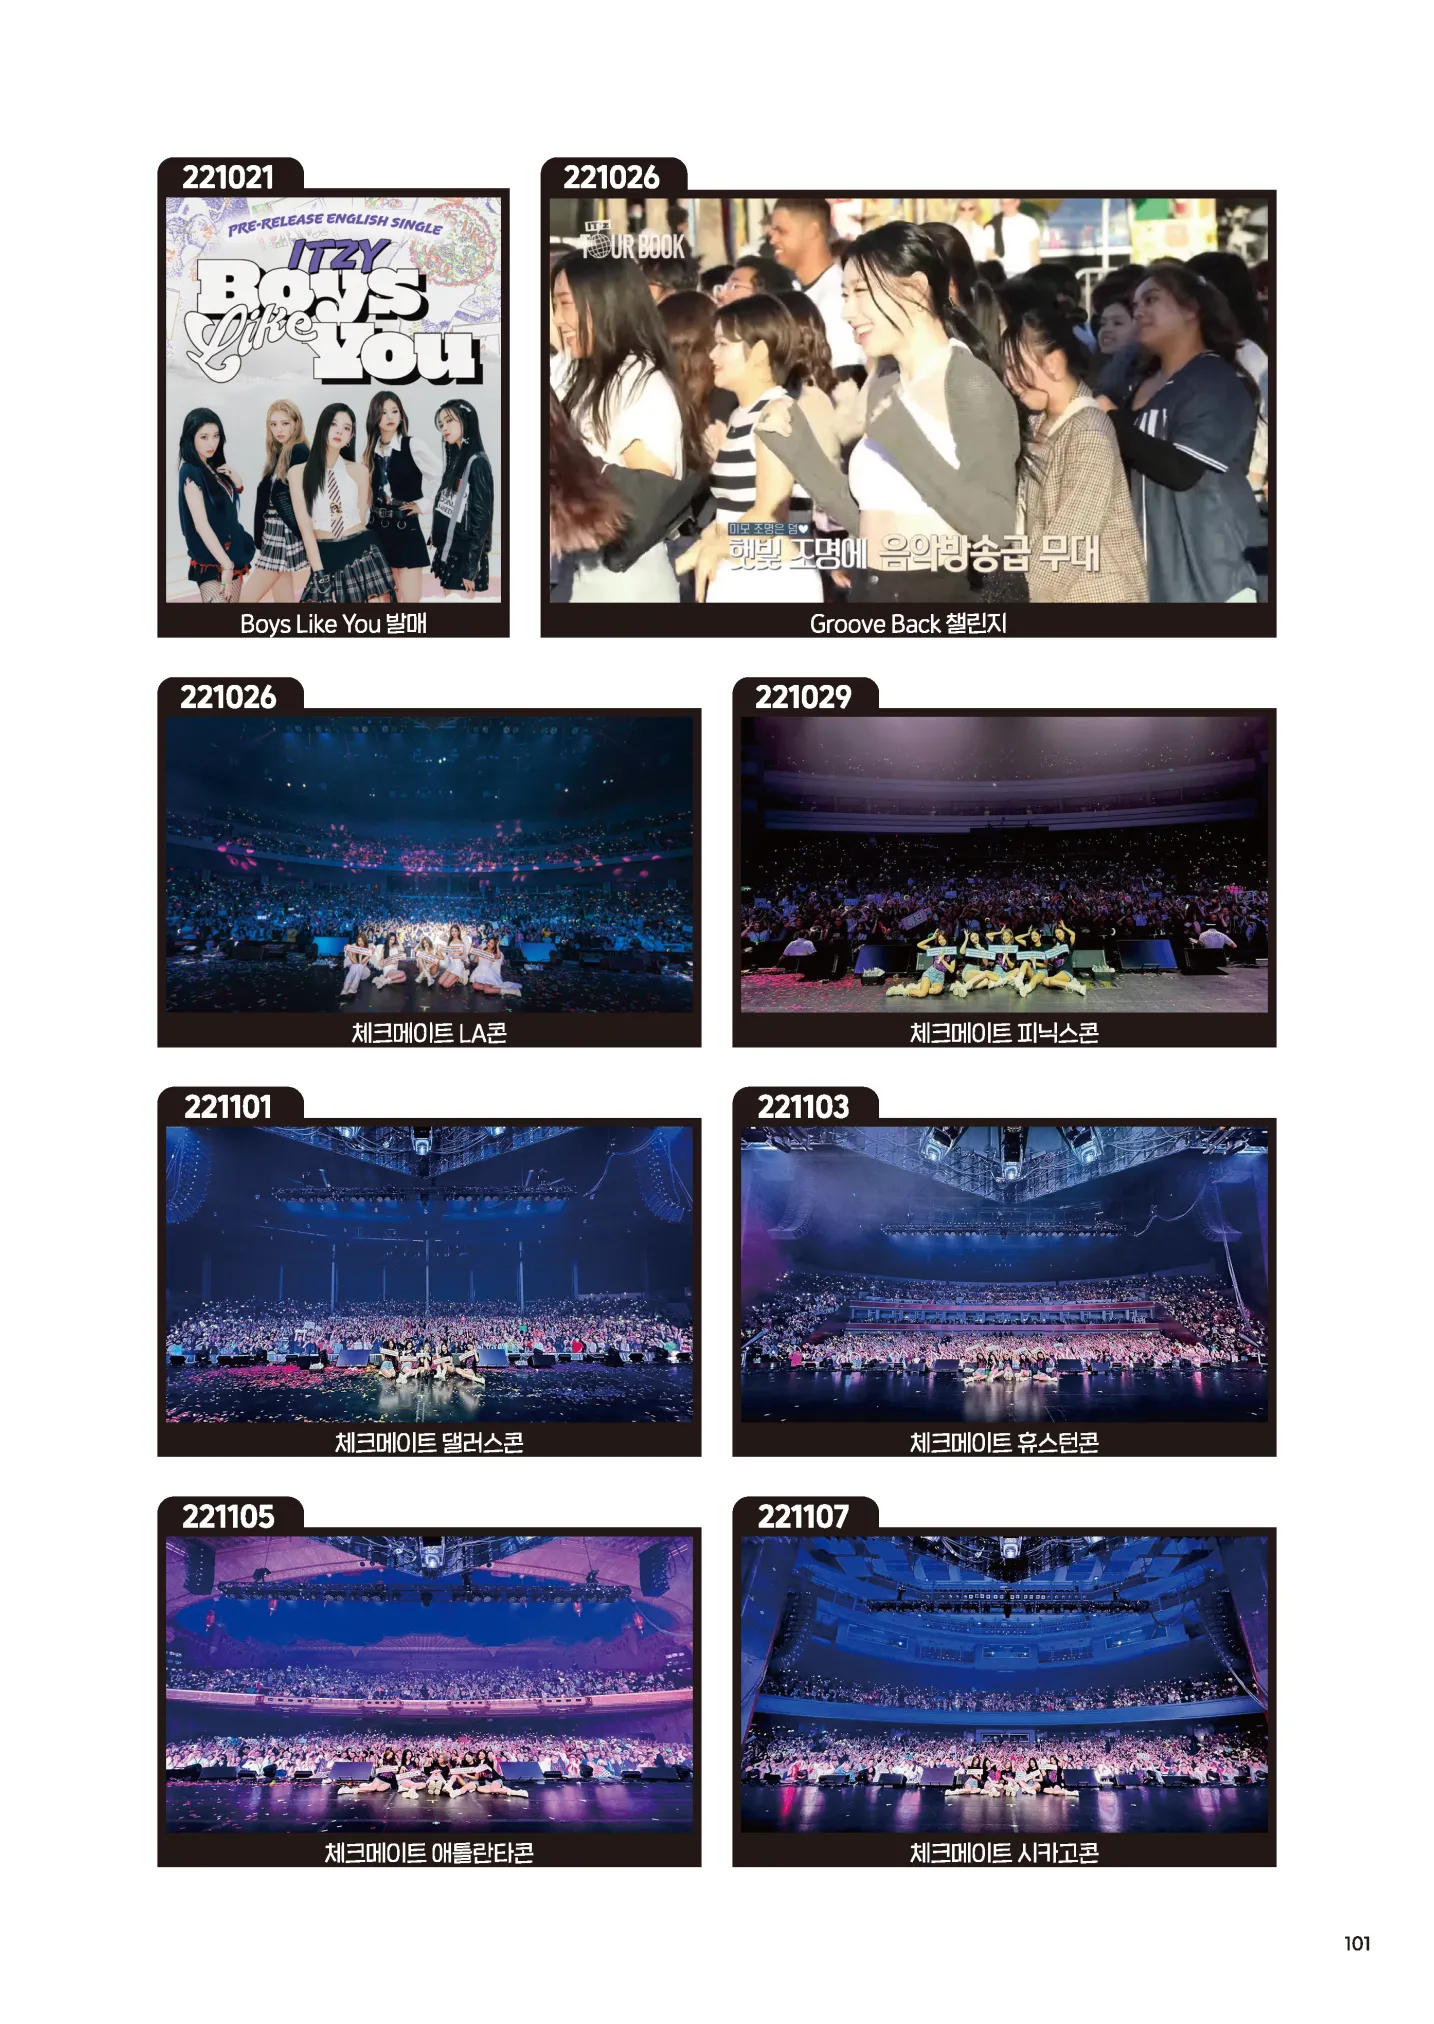 221021
PRE-RELEASE ENGLISH SINGLE
ITZY
Boys
Like
You
Boys Like You 발매
221026
ITZY
TOUR BOOK
미모 조명은 덤♥
햇빛 조명에 음악방송급 무대
Groove Back 챌린지
221026
체크메이트 LA콘
221029
체크메이트 피닉스콘
221101
체크메이트 댈러스콘
221103
체크메이트 휴스턴콘
221105
체크메이트 애틀란타콘
221107
체크메이트 시카고콘
101